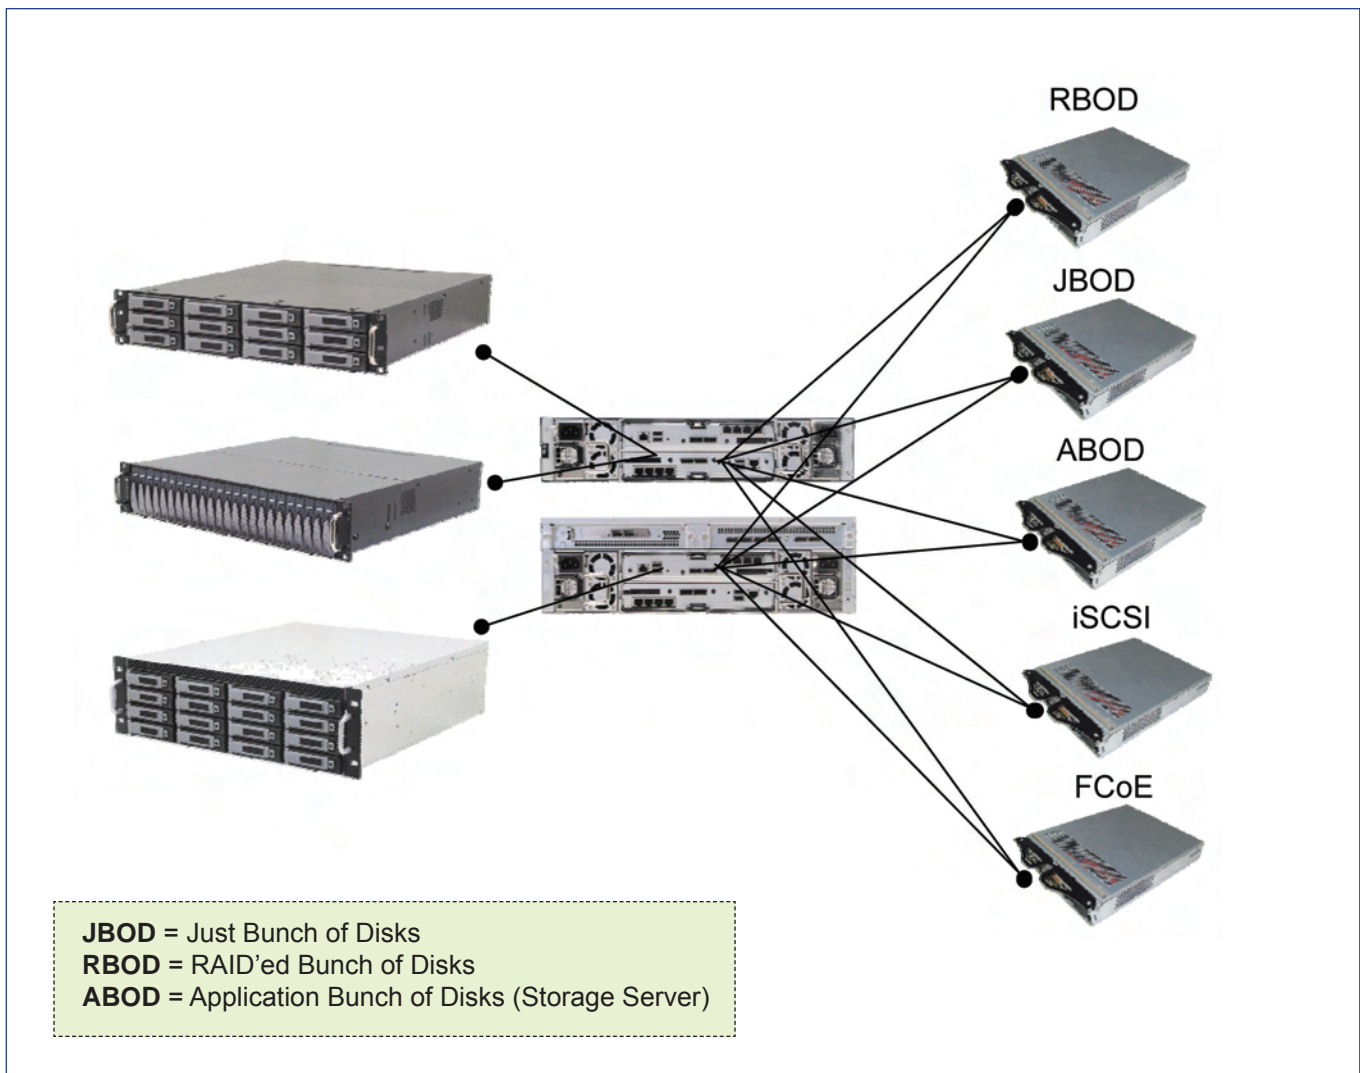 RBOD
JBOD
ABOD
iSCSI
FCoE
JBOD = Just Bunch of Disks
RBOD = RAID’ed Bunch of Disks
ABOD = Application Bunch of Disks (Storage Server)